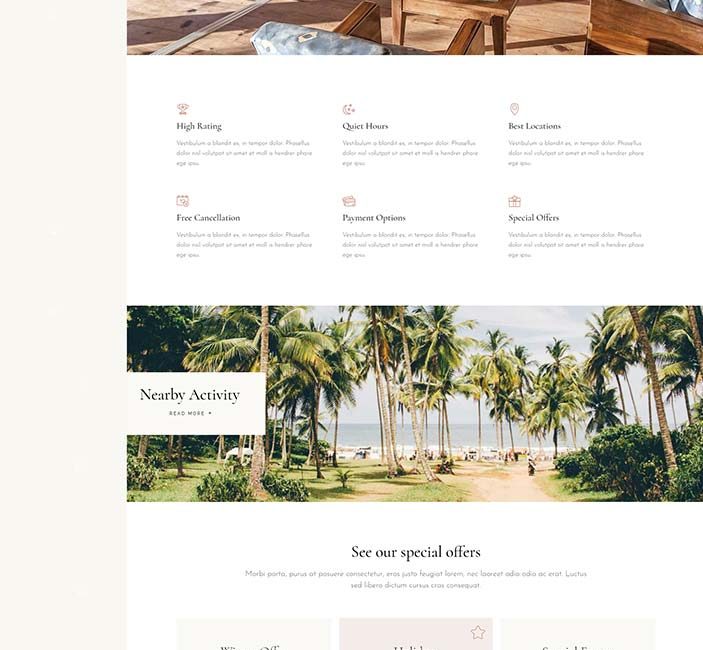 High Rating
Vestibulum a blandit ex, in tempor dolor. Phasellus
dolor nisl volutpat sit amet et moll is hendrer phare
ege ipsu.
Quiet Hours
Vestibulum a blandit ex, in tempor dolor. Phasellus
dolor nisl volutpat sit amet et moll is hendrer phare
ege ipsu.
Best Locations
Vestibulum a blandit ex, in tempor dolor. Phasellus
dolor nisl volutpat sit amet et moll is hendrer phare
ege ipsu.
Free Cancellation
Vestibulum a blandit ex, in tempor dolor. Phasellus
dolor nisl volutpat sit amet et moll is hendrer phare
ege ipsu.
Payment Options
Vestibulum a blandit ex, in tempor dolor. Phasellus
dolor nisl volutpat sit amet et moll is hendrer phare
ege ipsu.
Special Offers
Vestibulum a blandit ex, in tempor dolor. Phasellus
dolor nisl volutpat sit amet et moll is hendrer phare
ege ipsu.
Nearby Activity
READ MORE
See our special offers
Morbi porta, purus at posuere consectetur, eros justo feugiat lorem, nec laoreet odio odio ac erat. Luctus
sed libero dictum cursus cras consequat.